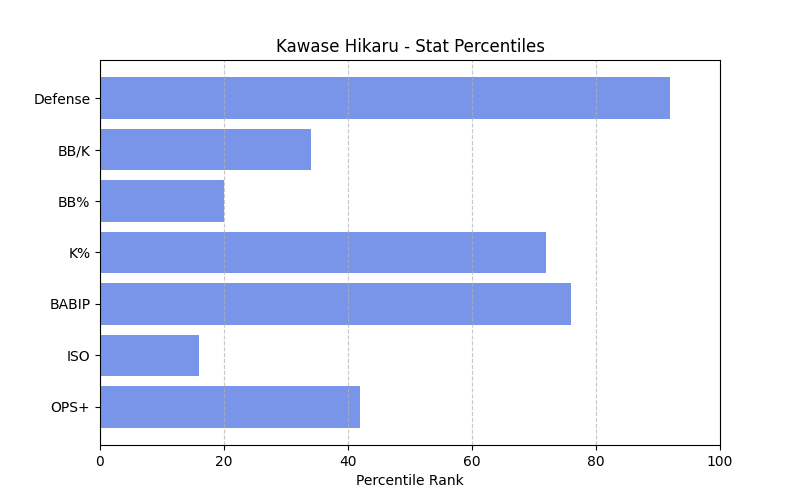 Kawase Hikaru - Stat Percentiles
Defense
BB/K
BB%
K%
BABIP
ISO
OPS+
0 20 40 60 80 100
Percentile Rank